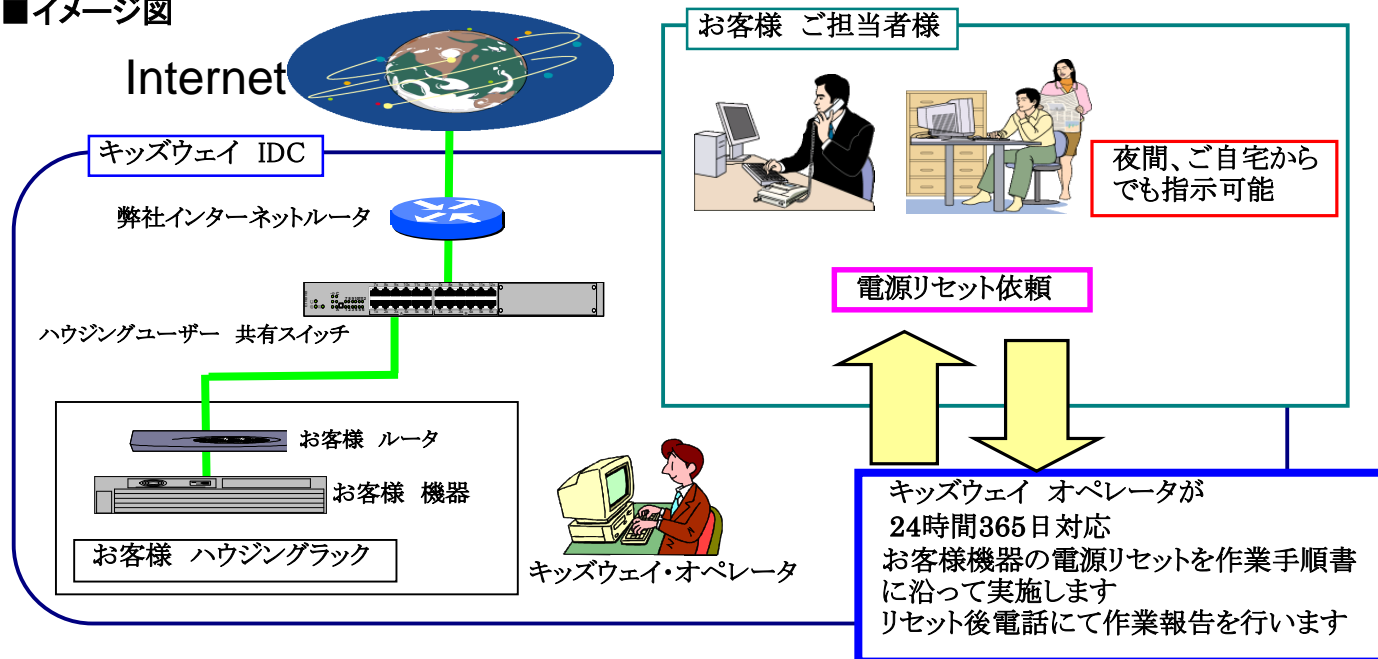 ■イメージ図
Internet
お客様 ご担当者様
キッズウェイ IDC
夜間、ご自宅から
でも指示可能
弊社インターネットルータ
電源リセット依頼
ハウジングユーザー 共有スイッチ
お客様 ルータ
お客様 機器
お客様 ハウジングラック
キッズウェイ・オペレータ
キッズウェイ オペレータが
24時間365日対応
お客様機器の電源リセットを作業手順書
に沿って実施します
リセット後電話にて作業報告を行います